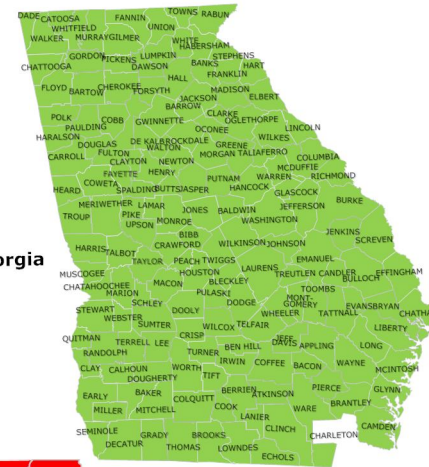 TOWNS RABUN
DADE CATOOSA FANNIN
UNION
WHITFIELD
WALKER MURRAY GILMER WHITE
HABERSHAM
GORDON LUMPKIN STEPHENS
PICKENS BANKS
CHATTOOGA DAWSON HART
HALL FRANKLIN
FLOYD BARTOW CHEROKEE FORSYTH MADISON
JACKSON ELBERT
BARROW
POLK COBB GWINNETTE CLARKE
PAULDING OGLETHORPE
HARALSON OCONEE LINCOLN
DOUGLAS DE KALB ROCKDALE GREENE WILKES
FULTON WALTON
CARROLL CLAYTON NEWTON MORGAN TALIAFERRO COLUMBIA
FAYETTE HENRY MCDUFFIE
COWETA PUTNAM WARREN RICHMOND
HEARD SPALDING BUTTS JASPER HANCOCK GLASCOCK
MERIWETHER LAMAR JEFFERSON BURKE
TROUP PIKE JONES BALDWIN
UPSON MONROE WASHINGTON
BIBB JENKINS
CRAWFORD SCREVEN
HARRIS TALBOT WILKINSON JOHNSON
orgia
TAYLOR PEACH TWIGGS EMANUEL
MUSCOGEE HOUSTON LAURENS TREUTLEN CANDLER EFFINGHAM
CHATAHOOCHEE MACON BLECKLEY BULLOCH
MARION PULASKI TOOMBS
SCHLEY MONT-
STEWART DOOLY DODGE GOMERY EVANS BRYAN
WEBSTER WHEELER TATTNALL CHATHA
SUMTER WILCOX TELFAIR LIBERTY
QUITMAN CRISP JEFF
TERRELL LEE BEN HILL DAVIS APPLING LONG
RANDOLPH TURNER
CLAY CALHOUN WORTH IRWIN COFFEE BACON WAYNE MCINTOSH
DOUGHERTY TIFT
EARLY BAKER BERRIEN ATKINSON PIERCE GLYNN
COLQUITT BRANTLEY
MILLER MITCHELL COOK WARE
LANIER
SEMINOLE CLINCH CAMDEN
GRADY BROOKS CHARLETON
DECATUR THOMAS LOWNDES
ECHOLS